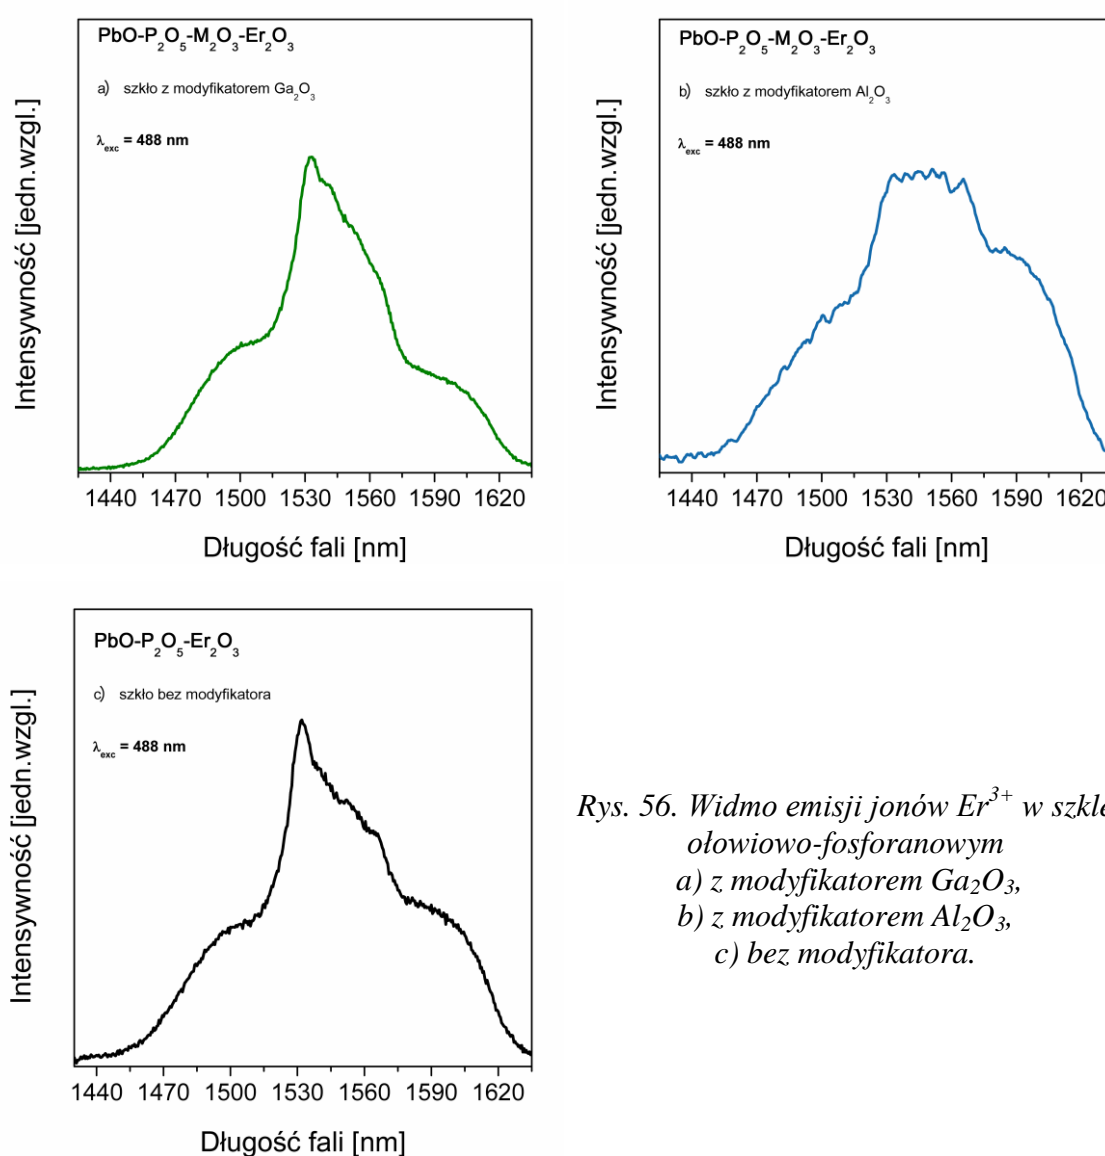 PbO-P₂O₅-M₂O₃-Er₂O₃
a) szkło z modyfikatorem Ga₂O₃
λexc = 488 nm
Intensywność [jedn.wzgl.]
1440 1470 1500 1530 1560 1590 1620
Długość fali [nm]
PbO-P₂O₅-M₂O₃-Er₂O₃
b) szkło z modyfikatorem Al₂O₃
λexc = 488 nm
Intensywność [jedn.wzgl.]
1440 1470 1500 1530 1560 1590 1620
Długość fali [nm]
PbO-P₂O₅-Er₂O₃
c) szkło bez modyfikatora
λexc = 488 nm
Intensywność [jedn.wzgl.]
1440 1470 1500 1530 1560 1590 1620
Długość fali [nm]
Rys. 56. Widmo emisji jonów Er³⁺ w szkle
ołowiowo-fosforanowym
a) z modyfikatorem Ga₂O₃,
b) z modyfikatorem Al₂O₃,
c) bez modyfikatora.